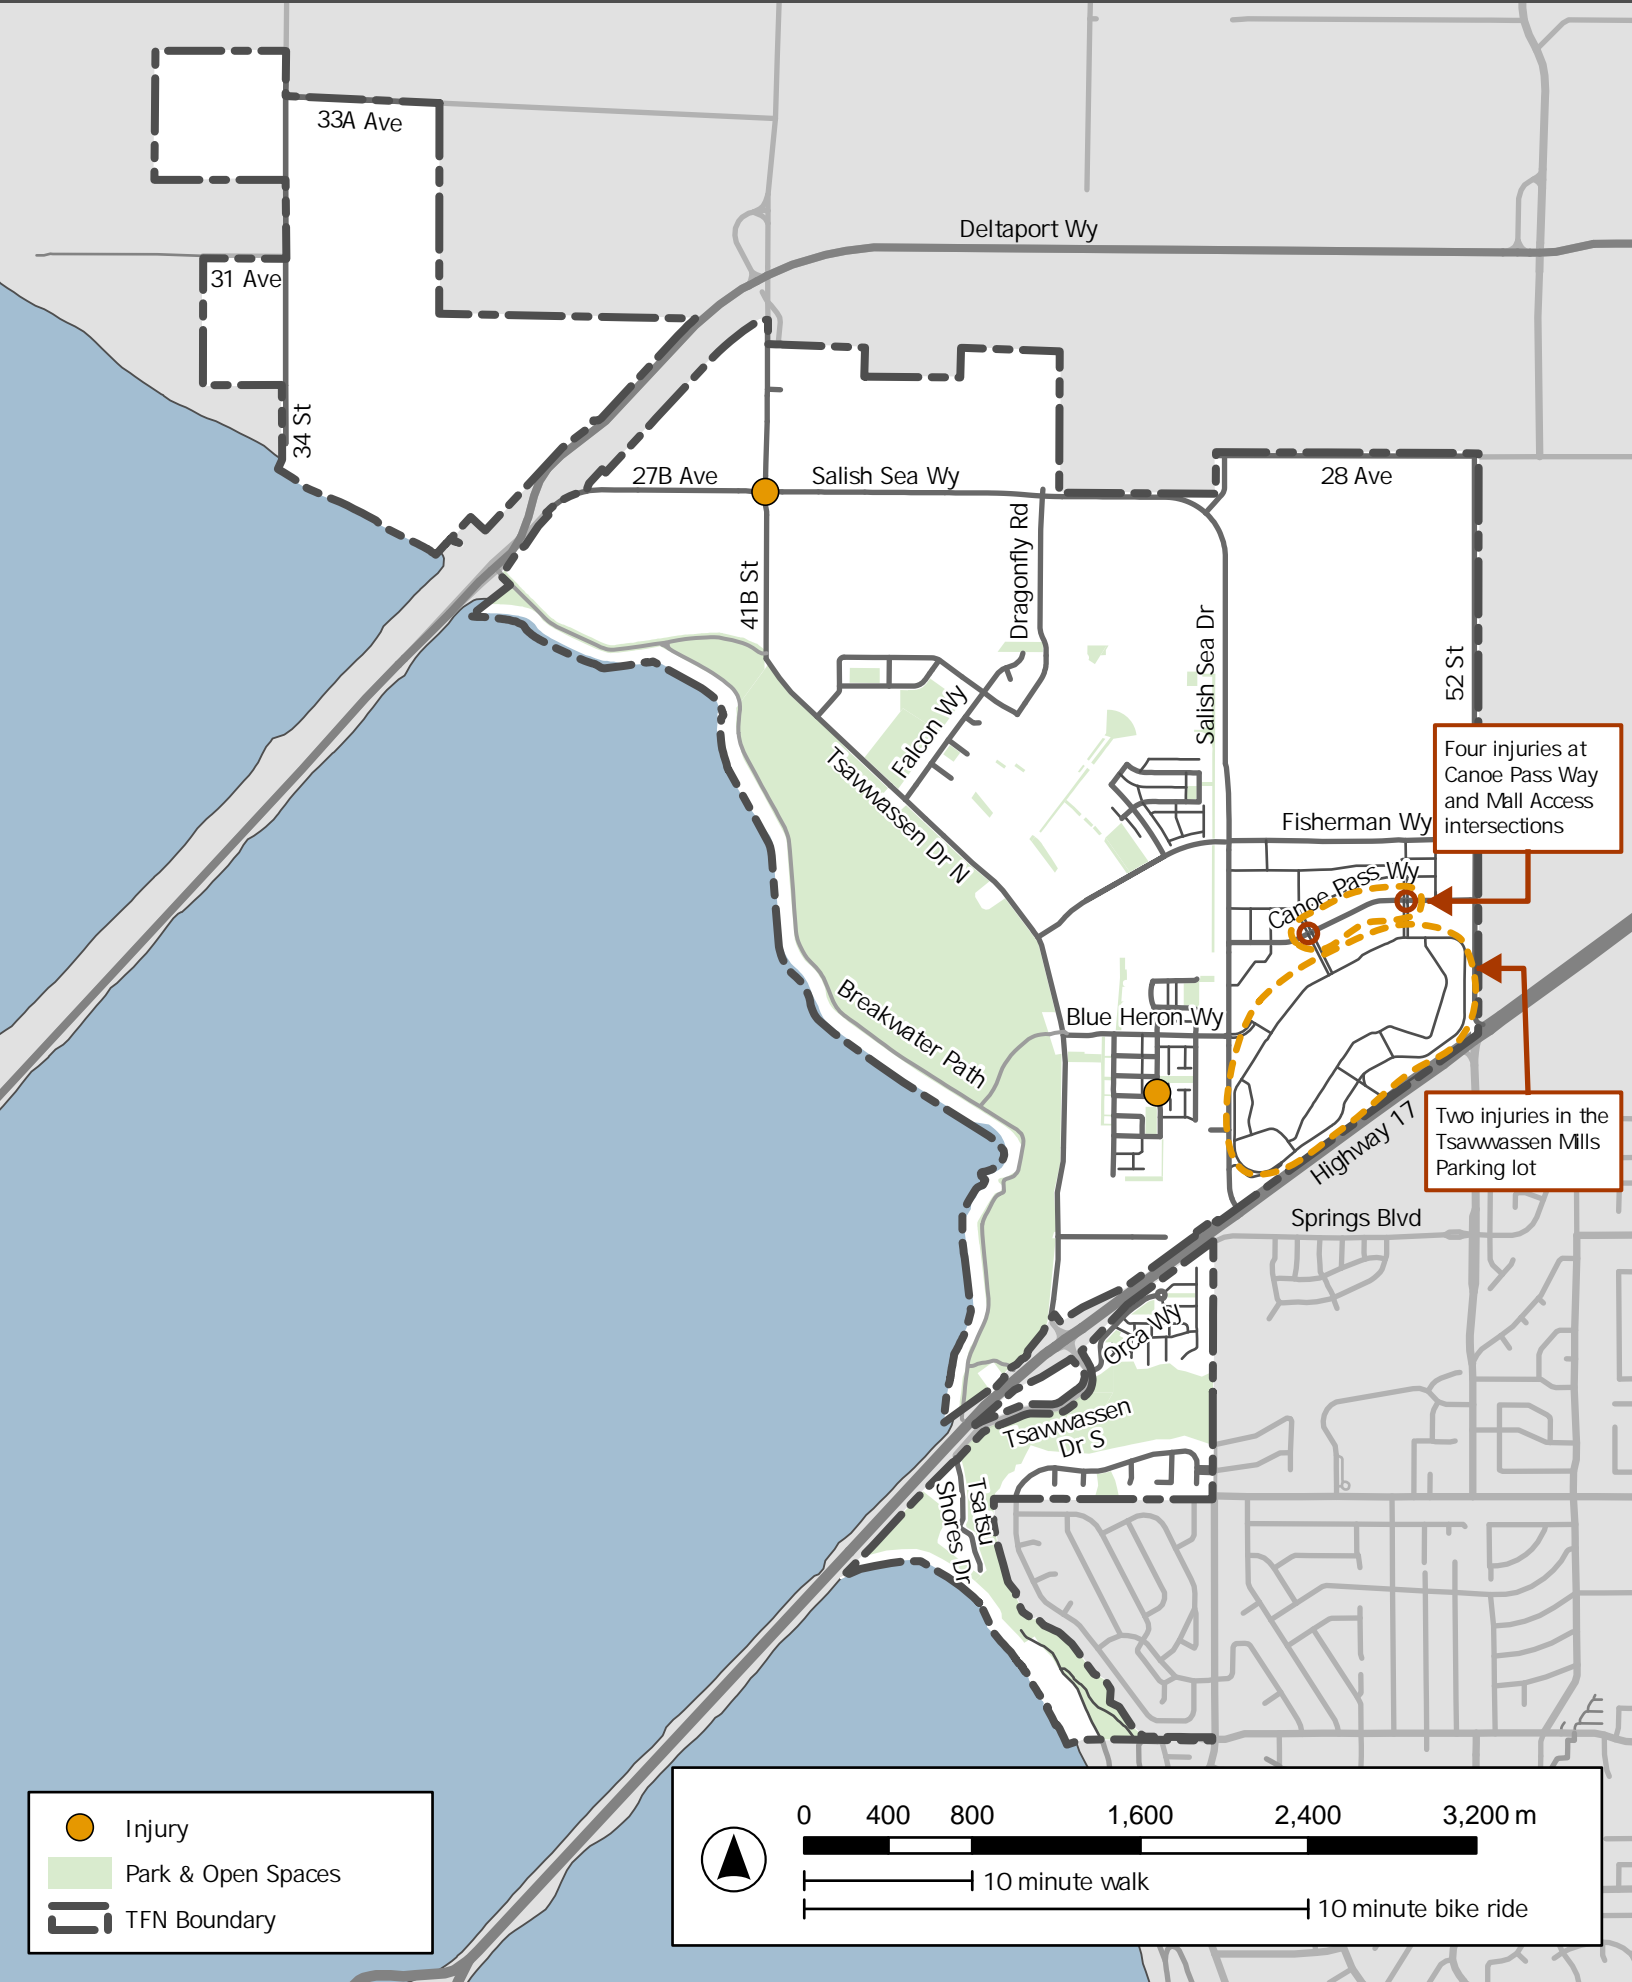 33A Ave
Deltaport Wy
31 Ave
34 St
27B Ave
Salish Sea Wy
28 Ave
Dragonfly Rd
41B St
Salish Sea Dr
52 St
Falcon Wy
Tsawwassen Dr N
Four injuries at
Canoe Pass Way
and Mall Access
intersections
Fisherman Wy
Canoe Pass Wy
Breakwater Path
Blue Heron Wy
Two injuries in the
Tsawwassen Mills
Parking lot
Highway 17
Springs Blvd
Orca Wy
Tsawwassen
Dr S
Tsatsu
Shores Dr
Injury
Park & Open Spaces
TFN Boundary
0 400 800 1,600 2,400 3,200 m
10 minute walk
10 minute bike ride